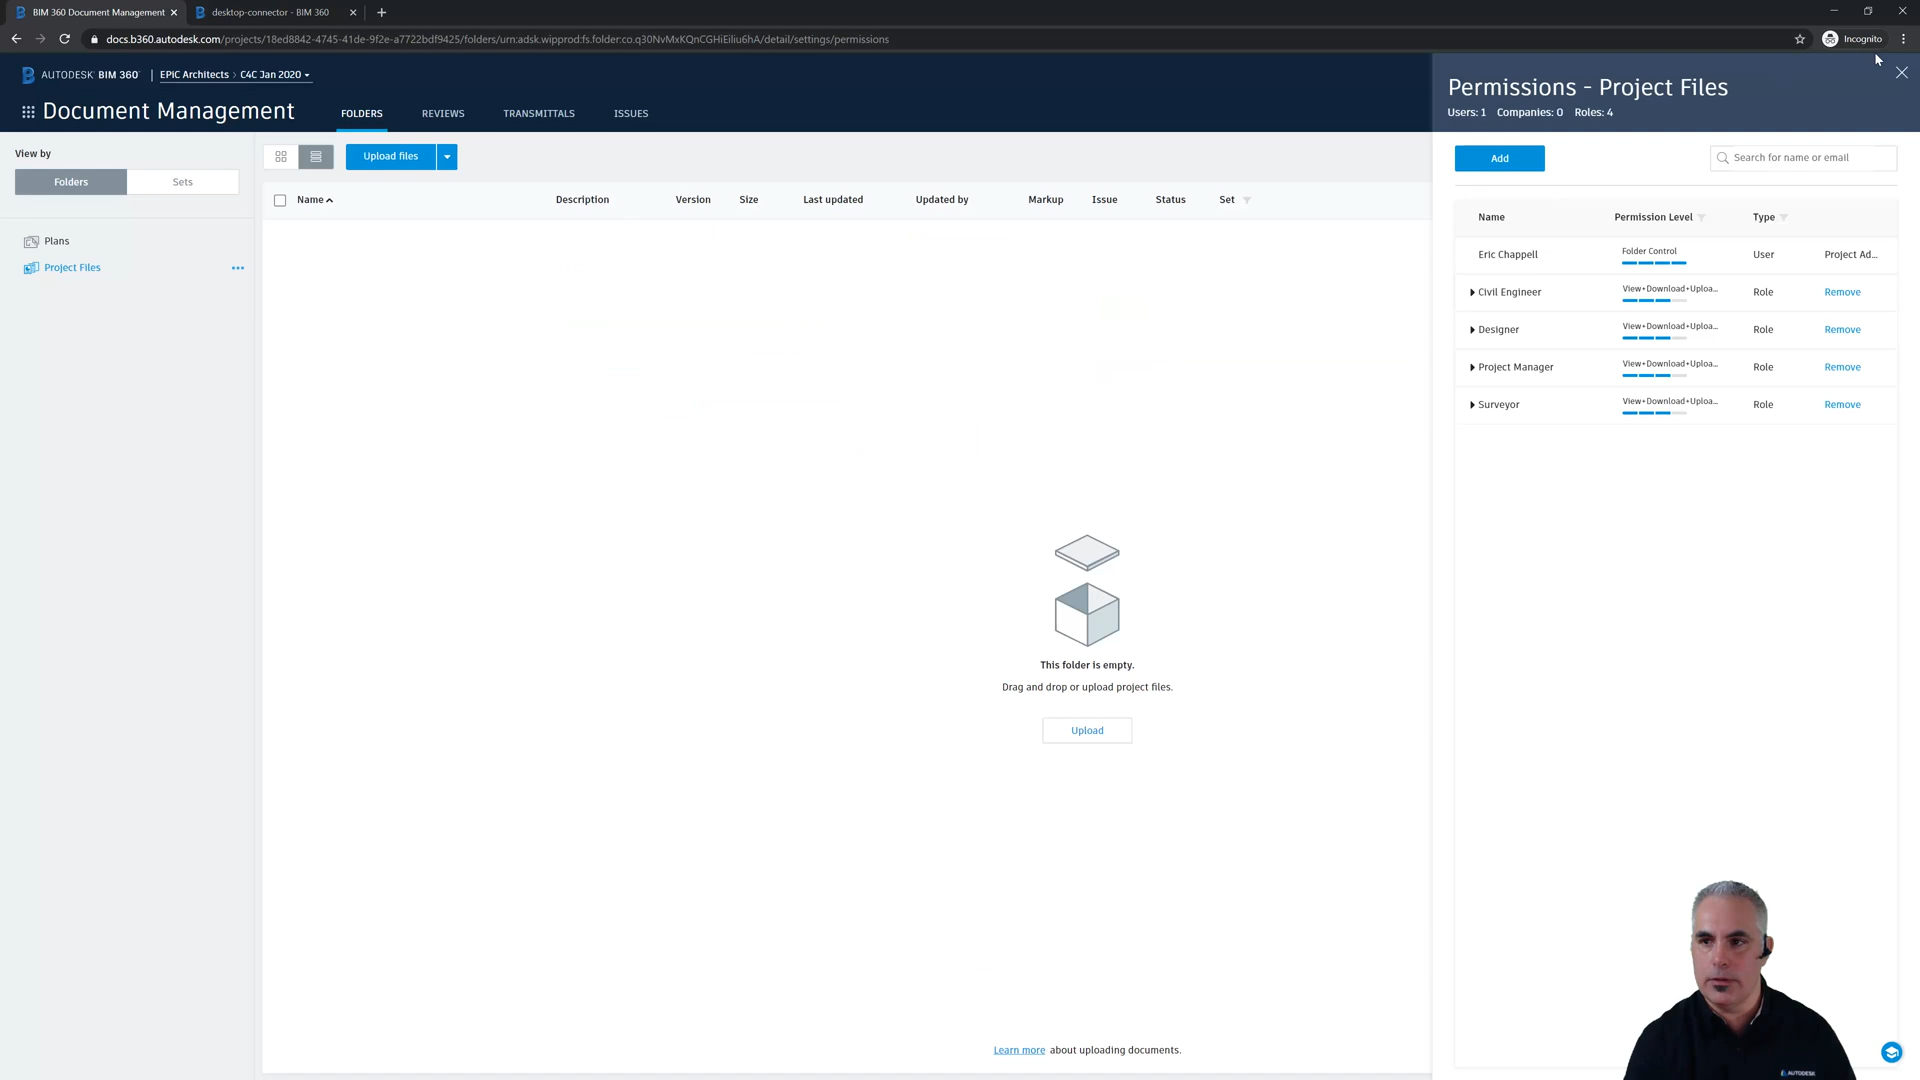 BIM 360 Document Management
desktop-connector - BIM 360
docs.b360.autodesk.com/projects/18ed8842-4745-41de-9f2e-a7722bdf9425/folders/urn:adsk.wipprod:fs.folder:co.q30NvMxKQnCGHiEiliu6hA/detail/settings/permissions
Incognito
AUTODESK® BIM 360® EPiC Architects > C4C Jan 2020
Document Management
FOLDERS
REVIEWS
TRANSMITTALS
ISSUES
Permissions - Project Files
Users: 1 Companies: 0 Roles: 4
View by
Folders
Sets
Plans
Project Files
Upload files
Name
Description
Version
Size
Last updated
Updated by
Markup
Issue
Status
Set
This folder is empty.
Drag and drop or upload project files.
Upload
Learn more about uploading documents.
Add
Search for name or email
Name Permission Level Type
Eric Chappell Folder Control User Project Ad...
Civil Engineer View+Download+Uploa... Role Remove
Designer View+Download+Uploa... Role Remove
Project Manager View+Download+Uploa... Role Remove
Surveyor View+Download+Uploa... Role Remove
AUTODESK